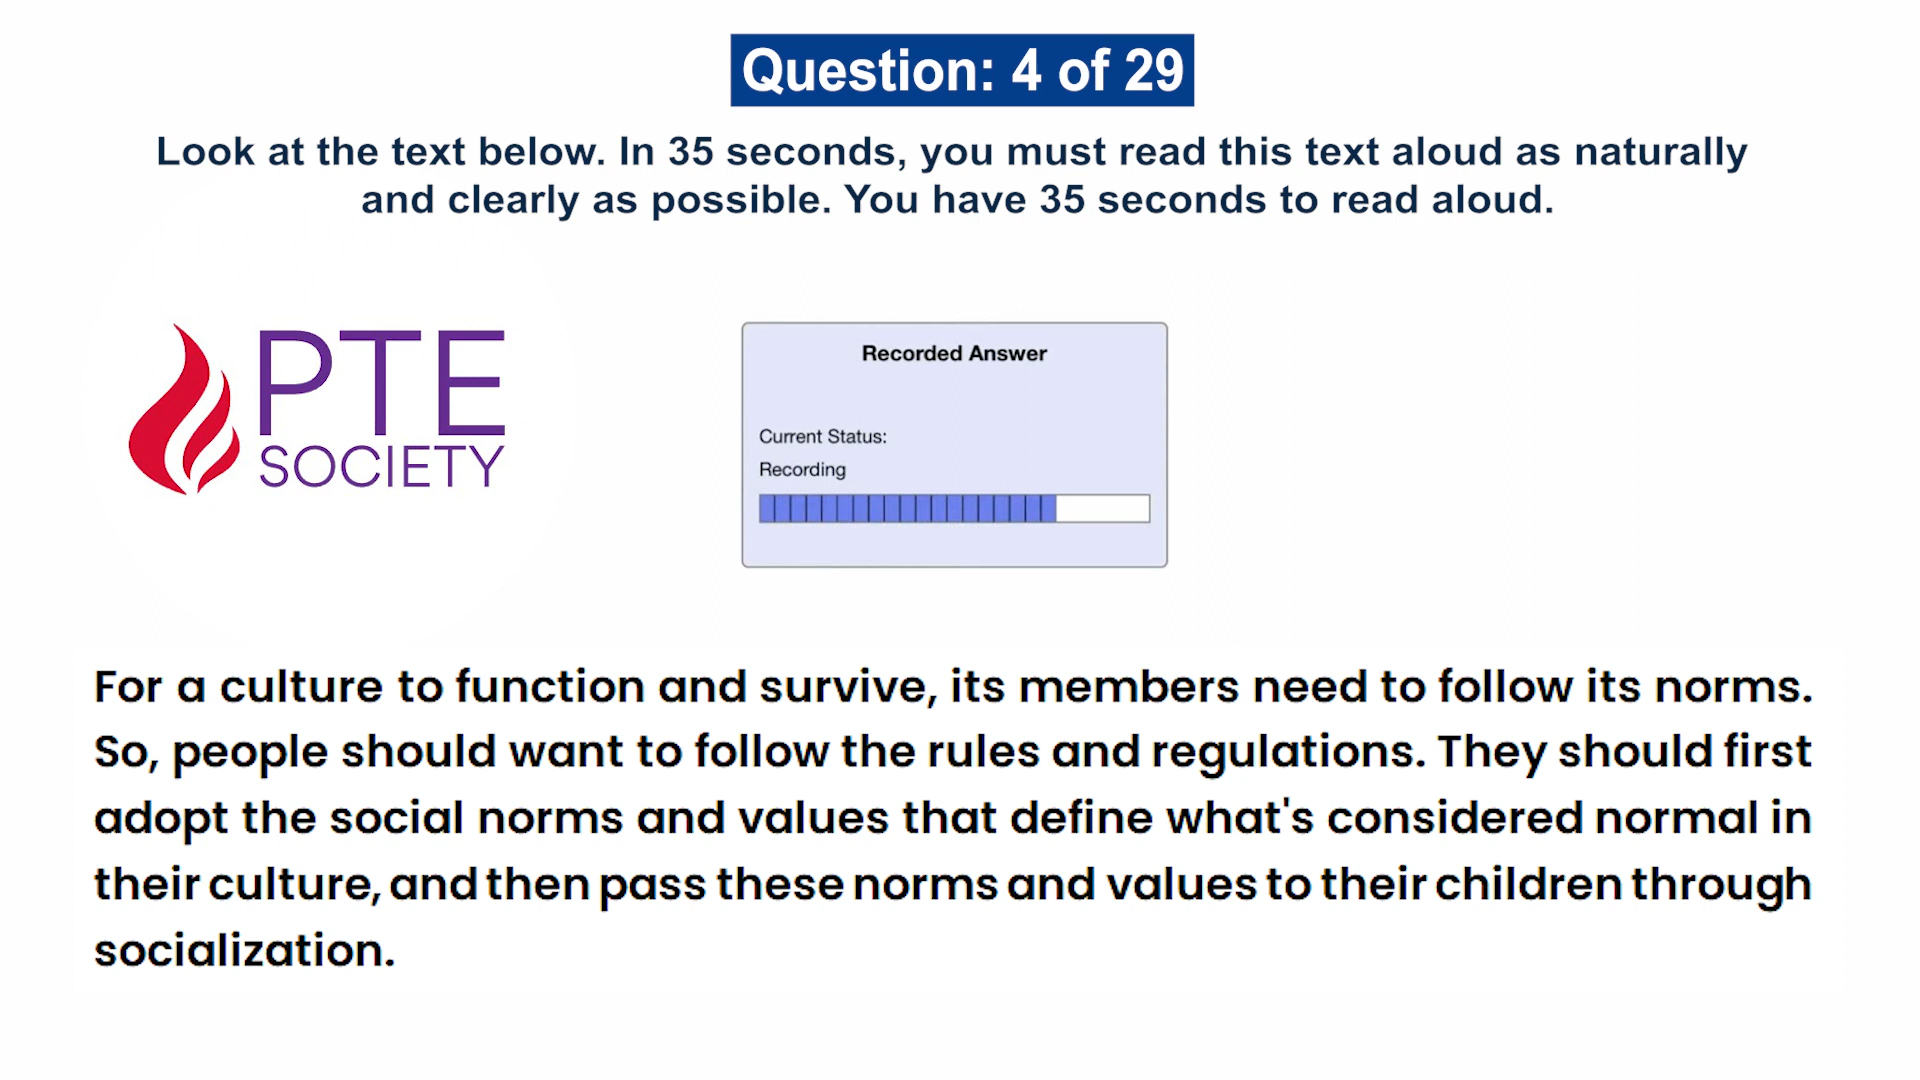 Question: 4 of 29
Look at the text below. In 35 seconds, you must read this text aloud as naturally
and clearly as possible. You have 35 seconds to read aloud.
PTE
SOCIETY
Recorded Answer
Current Status:
Recording
For a culture to function and survive, its members need to follow its norms.
So, people should want to follow the rules and regulations. They should first
adopt the social norms and values that define what's considered normal in
their culture, and then pass these norms and values to their children through
socialization.